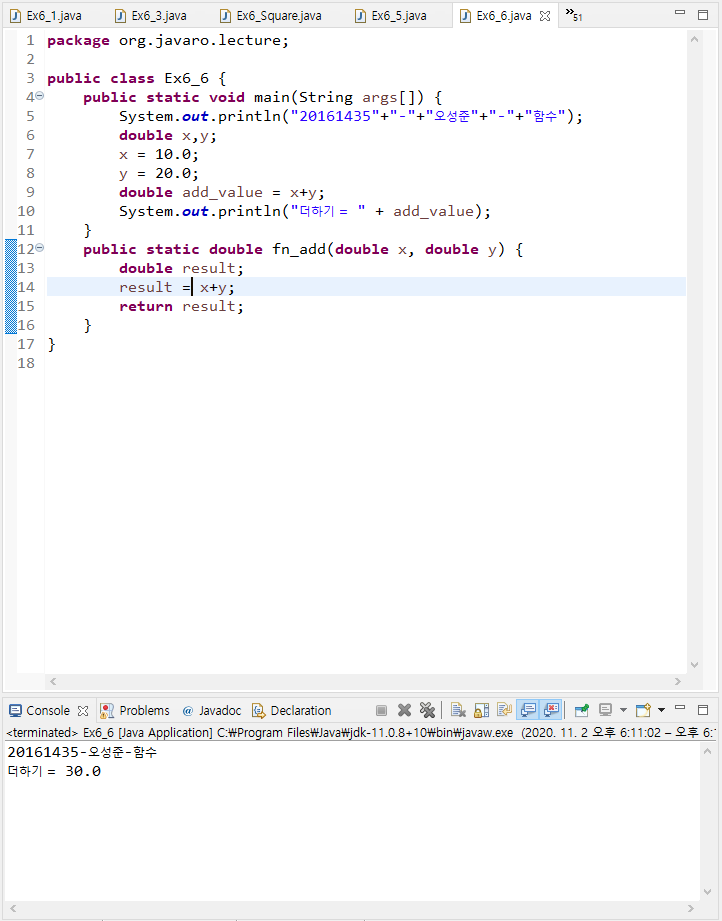 Ex6_1.java Ex6_3.java Ex6_Square.java Ex6_5.java Ex6_6.java »51
1 package org.javaro.lecture;
2
3 public class Ex6_6 {
4 public static void main(String args[]) {
5 System.out.println("20161435"+"-"+"오성준"+"-"+"함수");
6 double x,y;
7 x = 10.0;
8 y = 20.0;
9 double add_value = x+y;
10 System.out.println("더하기 = " + add_value);
11 }
12 public static double fn_add(double x, double y) {
13 double result;
14 result = x+y;
15 return result;
16 }
17 }
18
Console Problems @ Javadoc Declaration
<terminated> Ex6_6 [Java Application] C:₩Program Files₩Java₩jdk-11.0.8+10₩bin₩javaw.exe (2020. 11. 2 오후 6:11:02 – 오후 6:
20161435-오성준-함수
더하기 = 30.0